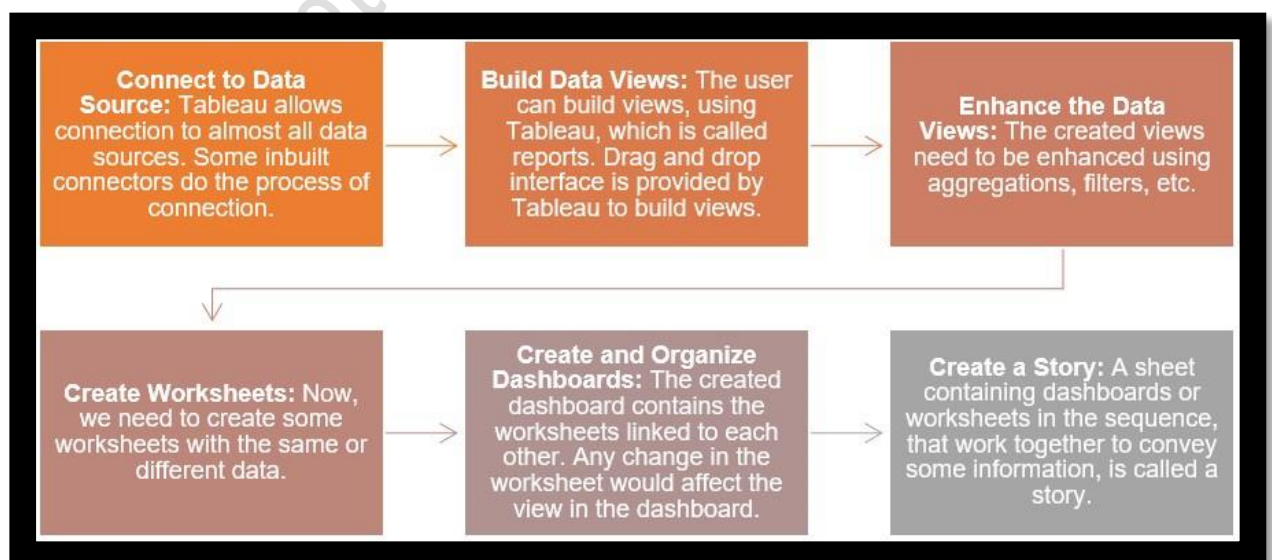 Connect to Data
Source: Tableau allows
connection to almost all data
sources. Some inbuilt
connectors do the process of
connection.
Build Data Views: The user
can build views, using
Tableau, which is called
reports. Drag and drop
interface is provided by
Tableau to build views.
Enhance the Data
Views: The created views
need to be enhanced using
aggregations, filters, etc.
Create Worksheets: Now,
we need to create some
worksheets with the same or
different data.
Create and Organize
Dashboards: The created
dashboard contains the
worksheets linked to each
other. Any change in the
worksheet would affect the
view in the dashboard.
Create a Story: A sheet
containing dashboards or
worksheets in the sequence,
that work together to convey
some information, is called a
story.